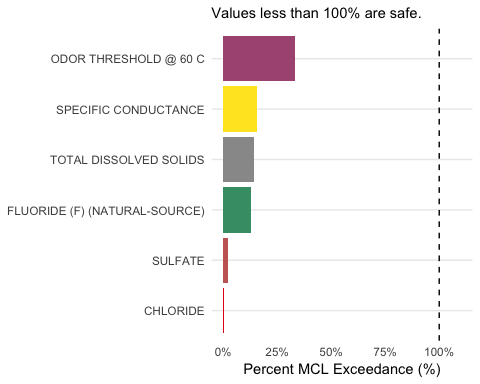 Values less than 100% are safe.
ODOR THRESHOLD @ 60 C
SPECIFIC CONDUCTANCE
TOTAL DISSOLVED SOLIDS
FLUORIDE (F) (NATURAL-SOURCE)
SULFATE
CHLORIDE
0% 25% 50% 75% 100%
Percent MCL Exceedance (%)